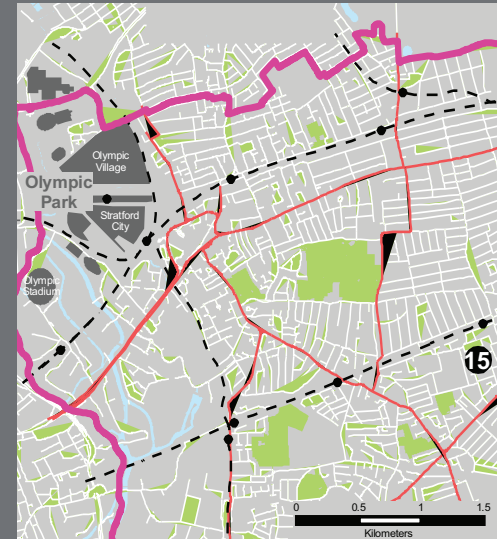 Olympic
Village
Olympic
Park
Stratford
City
Olympic
Stadium
15
0 0.5 1 1.5
Kilometers